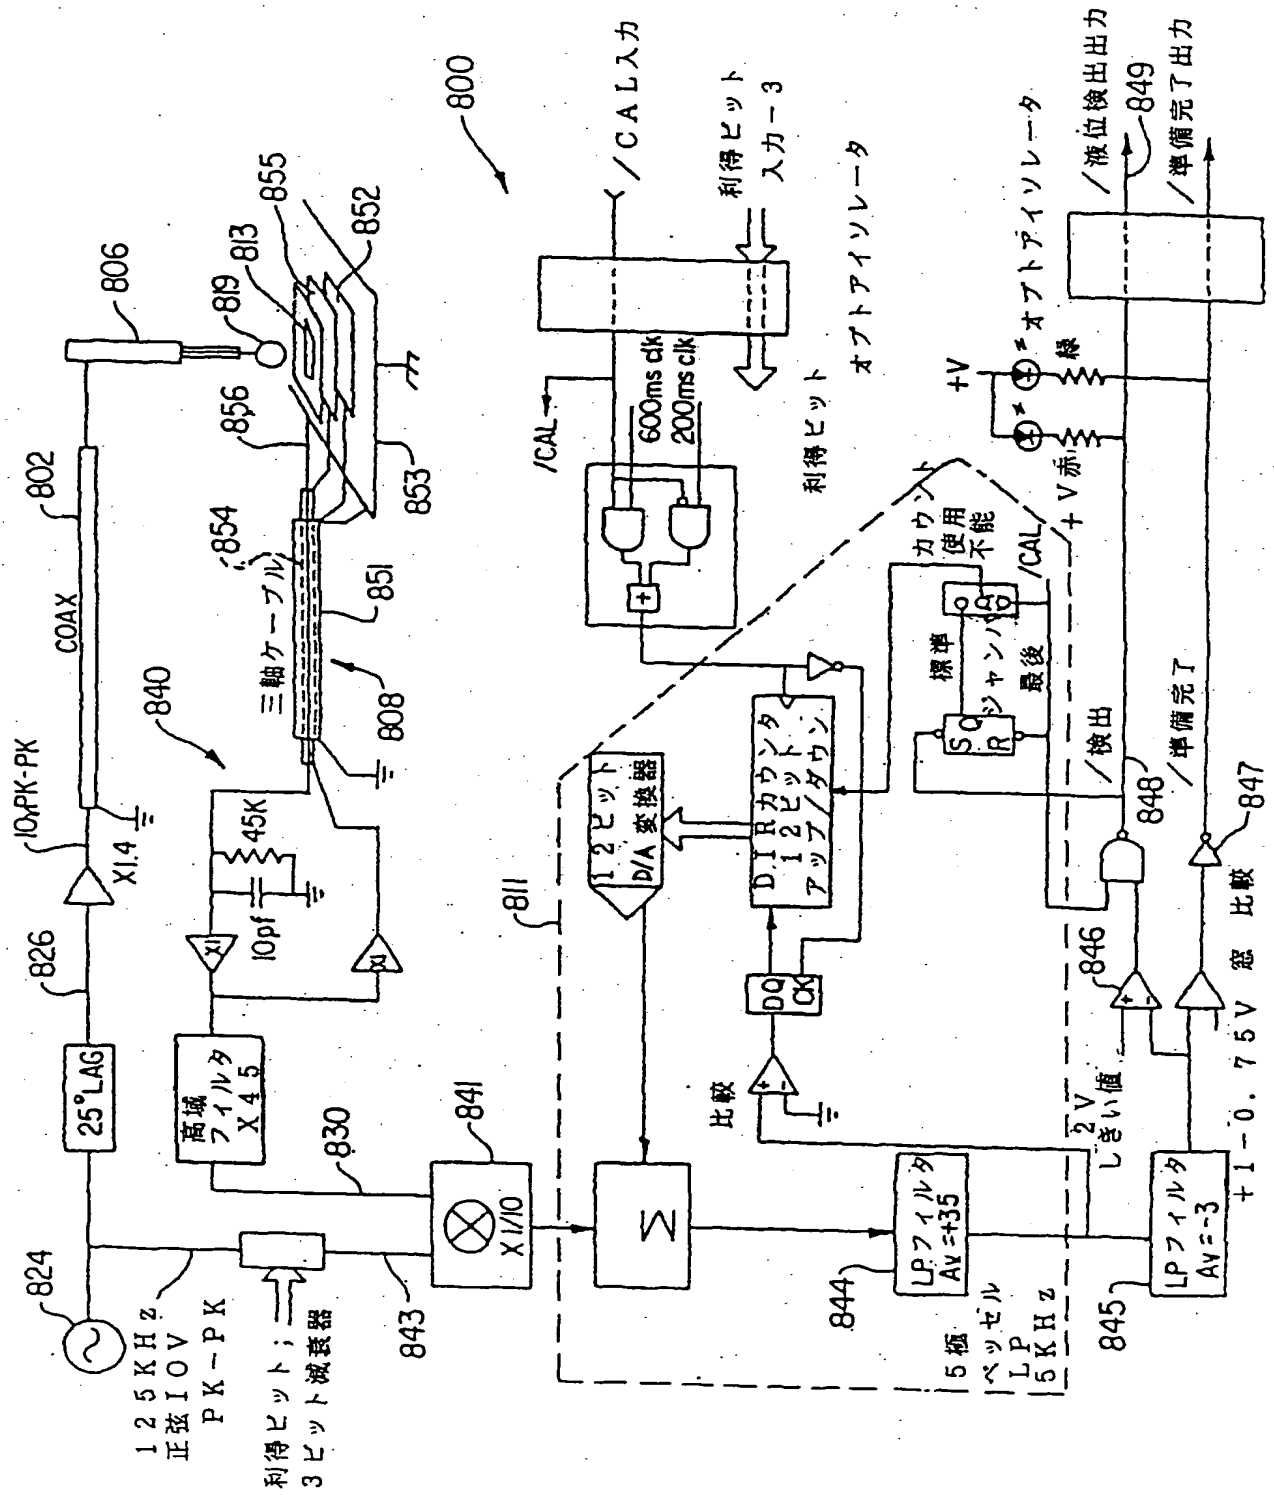 800
824
125KHz
正弦10V
PK-PK
利得ビット;
3ビット減衰器
843
25°LAG
826
X1.4
10vPK-PK
COAX
802
806
819
813
855
852
853
856
854
三軸ケーブル
851
808
840
45K
10pf
X1
X1
高域
フィルタ
X45
830
841
X1/10
Σ
811
12ビット
D/A変換器
D.IRカウンタ
12ビット
アップ/ダウン
DQ
CK
比較
+
-
LPフィルタ
Av=+35
844
5極
ベッセル
LP
5KHz
LPフィルタ
Av=-3
845
+1-0.75V 窓 比較
2V
しきい値
846
847
848
/検出
/準備完了
S Q
R
標準
ジャンパ
最後
O
A
カウント
使用
不能
/CAL
+V赤
緑
+V
オプトアイソレータ
/液位検出出力
849
/準備完了出力
/CAL
600ms clk
200ms clk
+
/CAL入力
利得ビット
入力-3
利得ビット
オプトアイソレータ